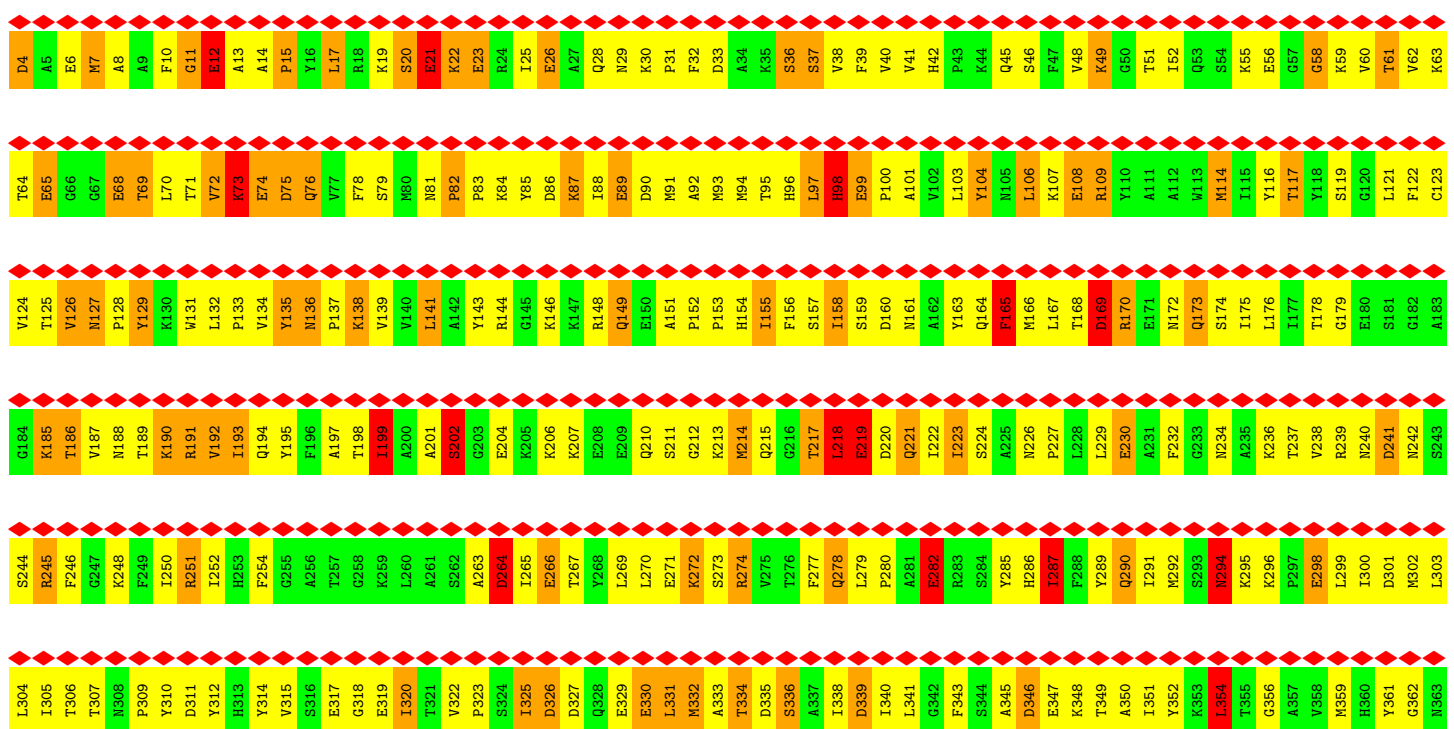 D4 A5 E6 M7 A8 A9 F10 G11 E12 A13 A14 P15 Y16 L17 R18 K19 S20 E21 K22 E23 R24 I25 E26 A27 Q28 N29 K30 P31 F32 D33 A34 K35 S36 S37 V38 F39 V40 V41 H42 P43 K44 Q45 S46 F47 V48 K49 G50 T51 I52 Q53 S54 K55 E56 G57 G58 K59 V60 T61 V62 K63
T64 E65 G66 G67 E68 T69 L70 T71 V72 K73 E74 D75 Q76 V77 F78 S79 M80 N81 P82 P83 K84 Y85 D86 K87 I88 E89 D90 M91 A92 M93 M94 T95 H96 L97 H98 E99 P100 A101 V102 L103 Y104 N105 L106 K107 E108 R109 Y110 A111 A112 W113 M114 I115 Y116 T117 Y118 S119 G120 L121 F122 C123
V124 T125 V126 N127 P128 Y129 K130 W131 L132 P133 V134 Y135 N136 P137 K138 V139 V140 L141 A142 Y143 R144 G145 K146 K147 R148 Q149 E150 A151 P152 P153 H154 I155 F156 S157 I158 S159 D160 N161 A162 Y163 Q164 F165 M166 L167 T168 D169 R170 E171 N172 Q173 S174 I175 L176 I177 T178 G179 E180 S181 G182 A183
G184 K185 T186 V187 N188 T189 K190 R191 V192 I193 Q194 Y195 F196 A197 T198 I199 A200 A201 S202 G203 E204 K205 K206 K207 E208 E209 Q210 S211 G212 K213 M214 Q215 G216 T217 L218 E219 D220 Q221 I222 I223 S224 A225 N226 P227 L228 L229 E230 A231 F232 G233 N234 A235 K236 T237 V238 R239 N240 D241 N242 S243
S244 R245 F246 G247 K248 F249 I250 R251 I252 H253 F254 G255 A256 T257 G258 K259 L260 A261 S262 A263 D264 I265 E266 T267 Y268 L269 L270 E271 K272 S273 R274 V275 T276 F277 Q278 L279 P280 A281 E282 R283 S284 Y285 H286 I287 F288 Y289 Q290 I291 M292 S293 N294 K295 K296 P297 E298 L299 I300 D301 M302 L303
L304 I305 T306 T307 N308 P309 Y310 D311 Y312 H313 Y314 V315 S316 E317 G318 E319 I320 T321 V322 P323 S324 I325 D326 D327 Q328 E329 E330 L331 M332 A333 T334 D335 S336 A337 I338 D339 I340 L341 G342 F343 S344 A345 D346 E347 K348 T349 A350 I351 Y352 K353 L354 T355 G356 A357 V358 M359 H360 Y361 G362 N363